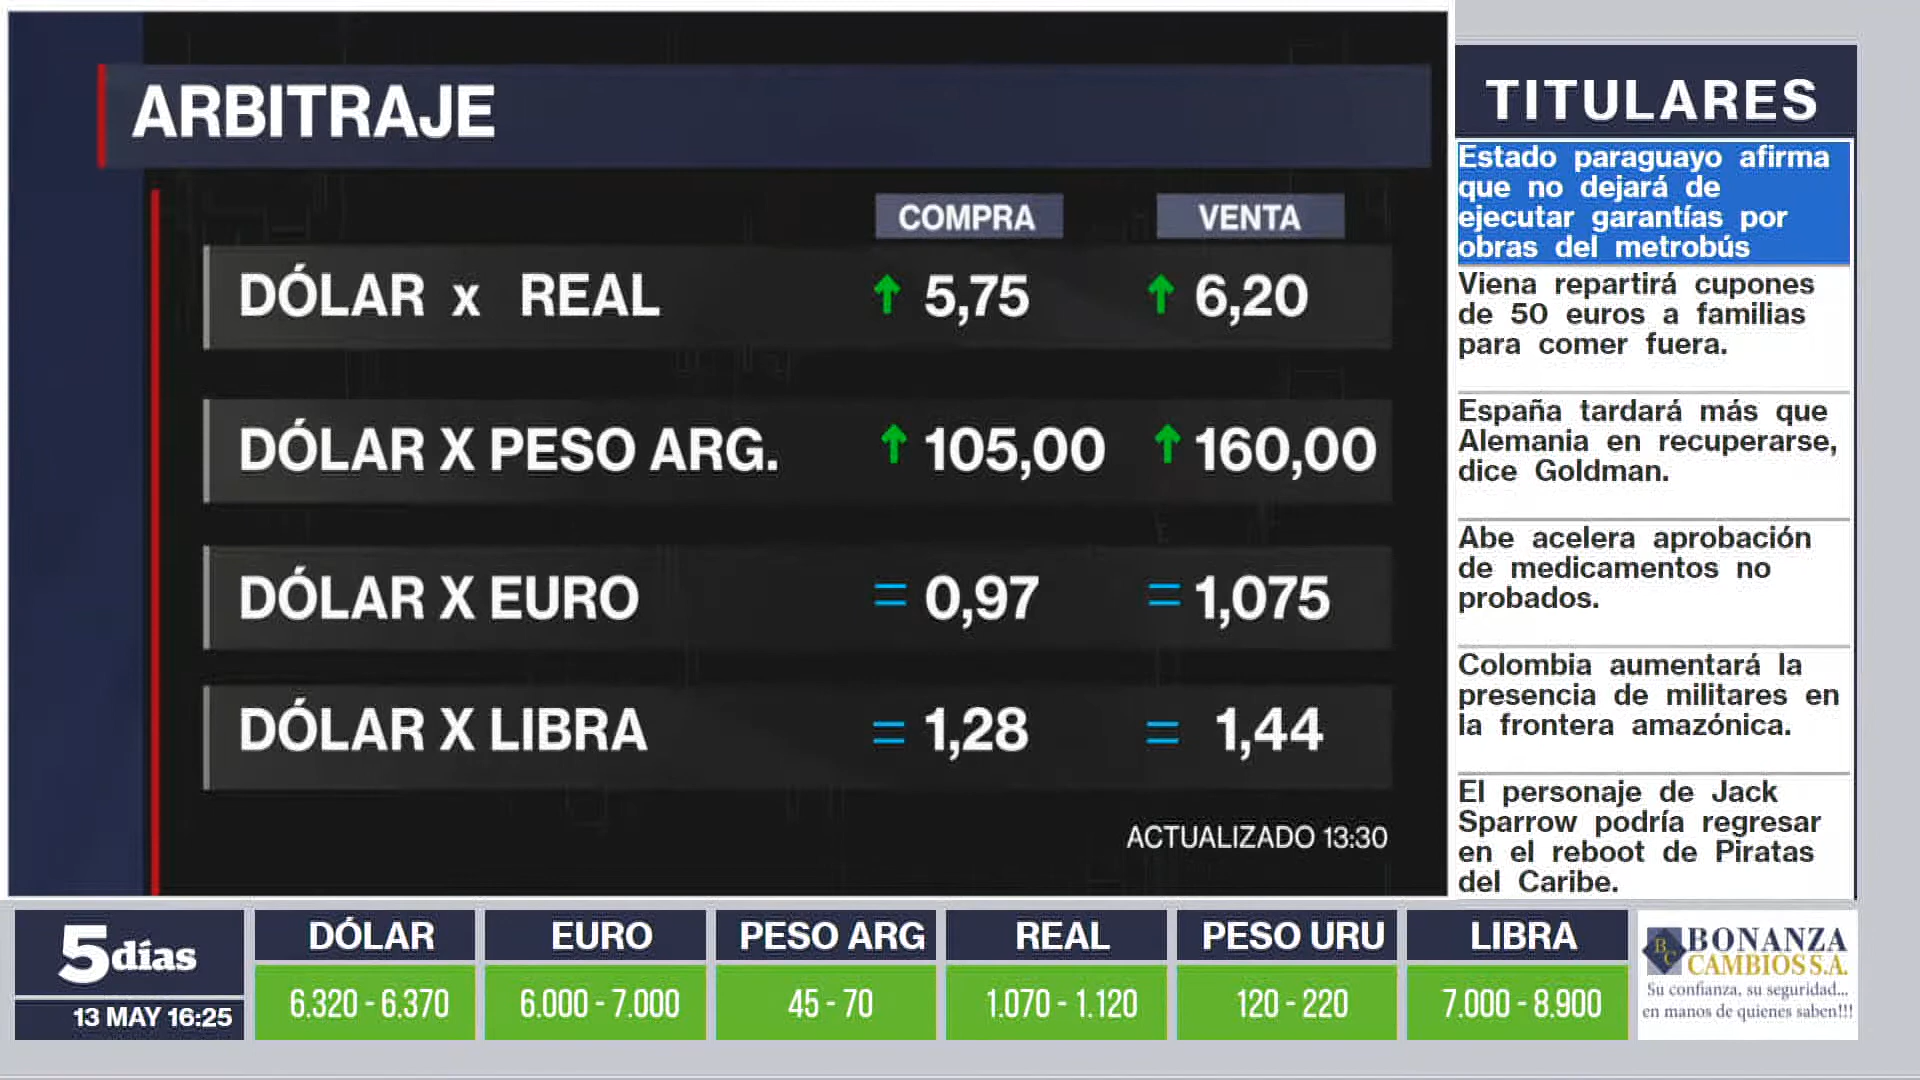 ARBITRAJE
COMPRA VENTA
DÓLAR x REAL ↑ 5,75 ↑ 6,20
DÓLAR X PESO ARG. ↑ 105,00 ↑ 160,00
DÓLAR X EURO = 0,97 = 1,075
DÓLAR X LIBRA = 1,28 = 1,44
ACTUALIZADO 13:30
TITULARES
Estado paraguayo afirma
que no dejará de
ejecutar garantías por
obras del metrobús
Viena repartirá cupones
de 50 euros a familias
para comer fuera.
España tardará más que
Alemania en recuperarse,
dice Goldman.
Abe acelera aprobación
de medicamentos no
probados.
Colombia aumentará la
presencia de militares en
la frontera amazónica.
El personaje de Jack
Sparrow podría regresar
en el reboot de Piratas
del Caribe.
5días
13 MAY 16:25
DÓLAR EURO PESO ARG REAL PESO URU LIBRA
6.320 - 6.370 6.000 - 7.000 45 - 70 1.070 - 1.120 120 - 220 7.000 - 8.900
BC BONANZA
CAMBIOS S.A.
Su confianza, su seguridad...
en manos de quienes saben!!!